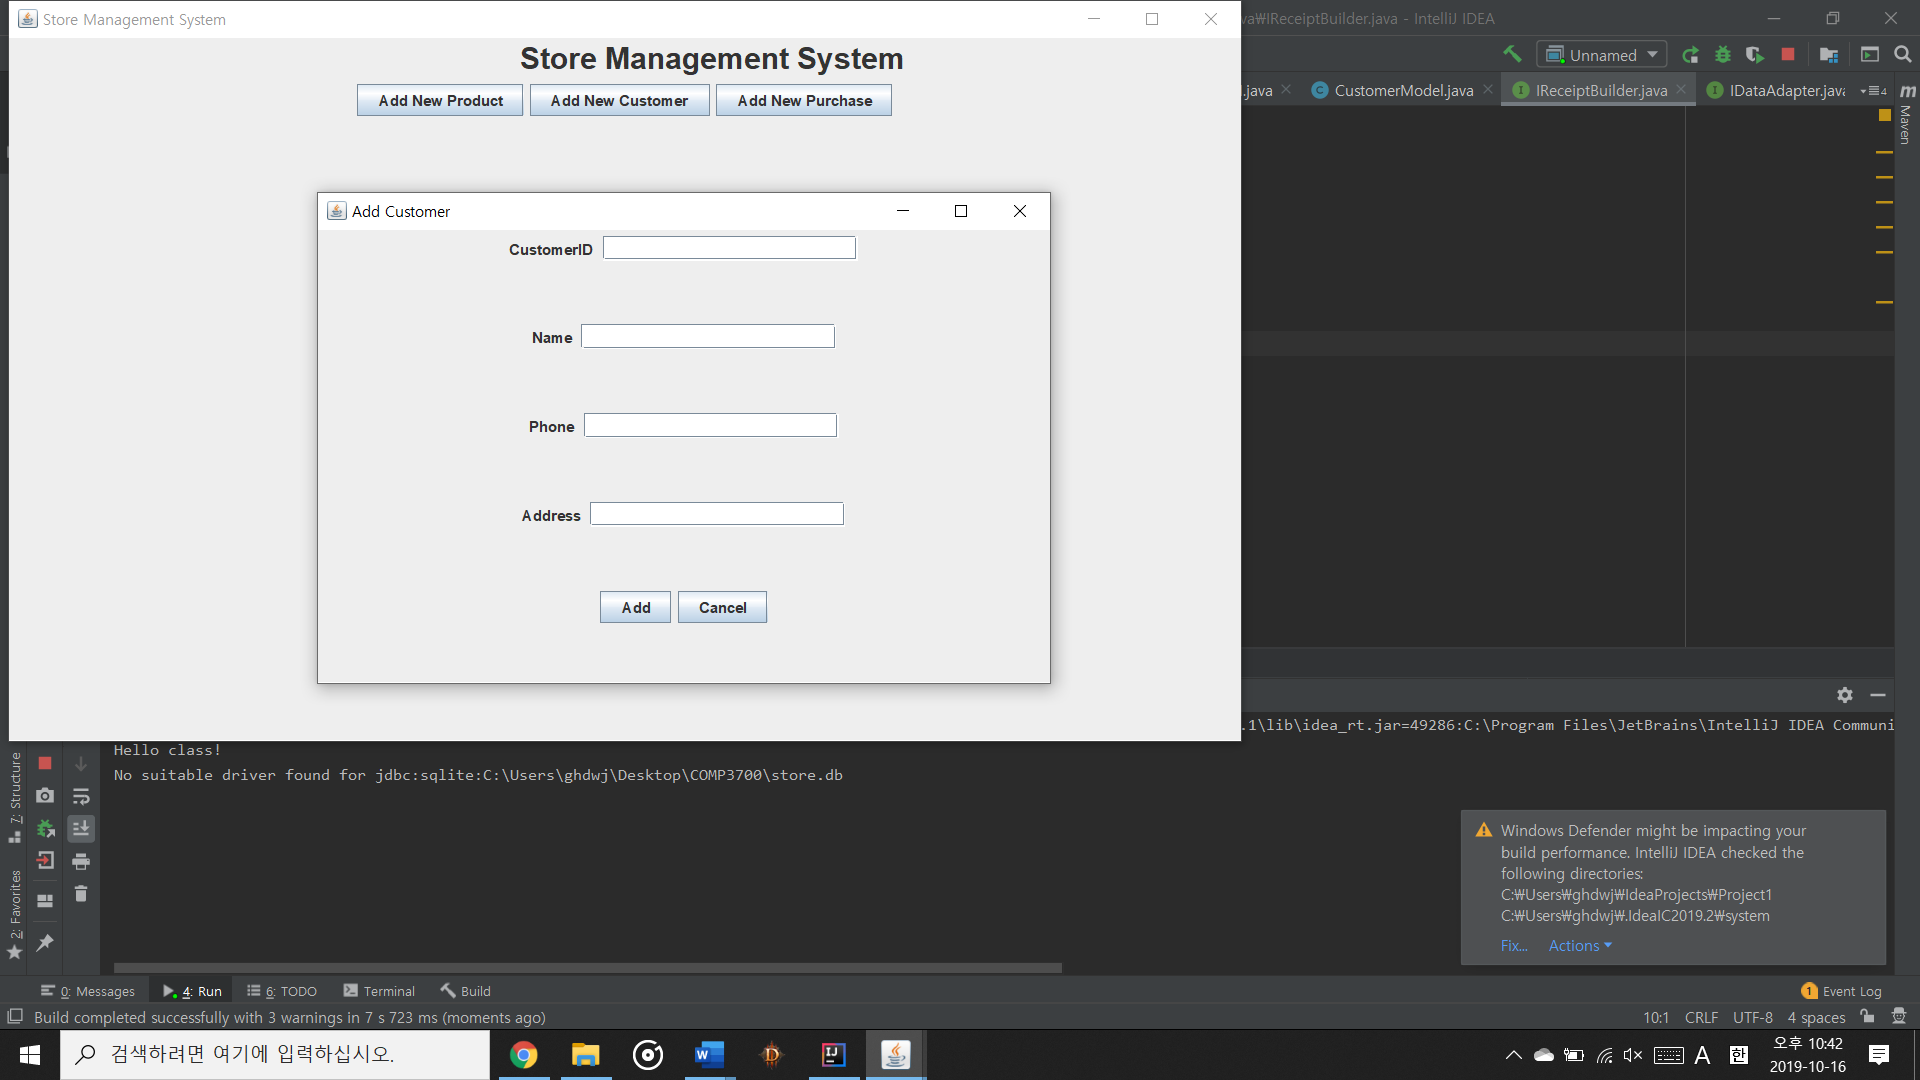 Store Management System
va₩IReceiptBuilder.java - IntelliJ IDEA
Store Management System
Unnamed
Add New Product
Add New Customer
Add New Purchase
.java
CustomerModel.java
IReceiptBuilder.java
IDataAdapter.java
4
Maven
Add Customer
CustomerID
Name
Phone
Address
Add
Cancel
.1\lib\idea_rt.jar=49286:C:\Program Files\JetBrains\IntelliJ IDEA Communi
Hello class!
No suitable driver found for jdbc:sqlite:C:\Users\ghdwj\Desktop\COMP3700\store.db
7: Structure
2: Favorites
Windows Defender might be impacting your
build performance. IntelliJ IDEA checked the
following directories:
C:₩Users₩ghdwj₩IdeaProjects₩Project1
C:₩Users₩ghdwj₩.IdeaIC2019.2₩system
Fix...
Actions
0: Messages
4: Run
6: TODO
Terminal
Build
1
Event Log
Build completed successfully with 3 warnings in 7 s 723 ms (moments ago)
10:1
CRLF
UTF-8
4 spaces
검색하려면 여기에 입력하십시오.
A
한
오후 10:42
2019-10-16